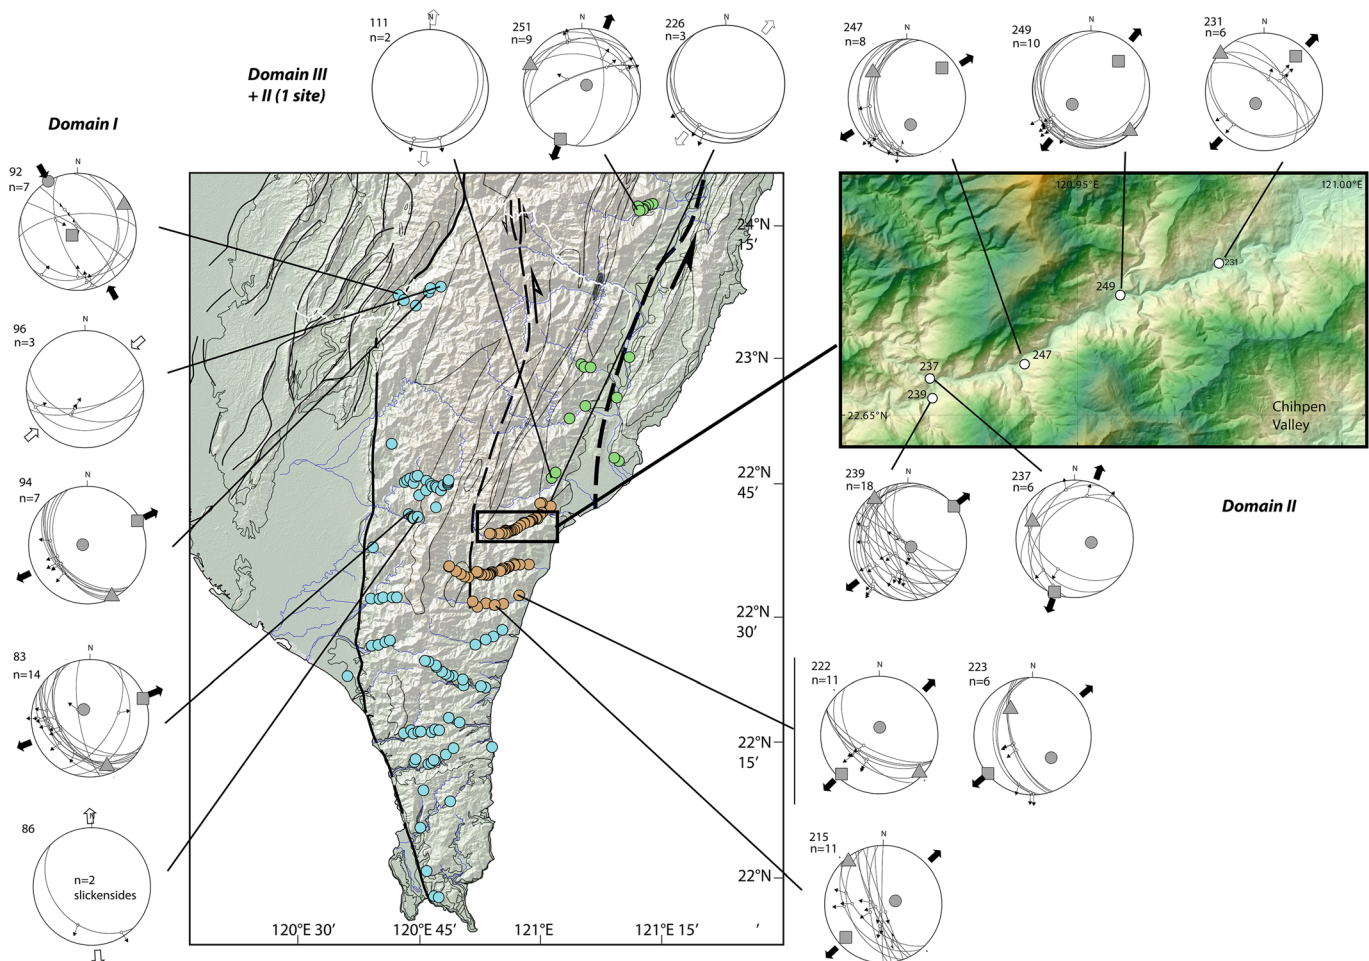 Domain I
Domain III
+ II (1 site)
111
n=2
N
251
n=9
N
226
n=3
N
247
n=8
N
249
n=10
N
231
n=6
N
92
n=7
N
96
n=3
N
94
n=7
N
83
n=14
N
86
N
n=2
slickensides
24°N
15’
23°N
22°N
45’
22°N
30’
22°N
15’
22°N
120°E 30’
120°E 45’
121°E
121°E 15’
’
120.95°E
121.00°E
231
249
247
237
239
22.65°N
Chihpen
Valley
239
n=18
N
237
n=6
N
Domain II
222
n=11
N
223
n=6
N
215
n=11
N